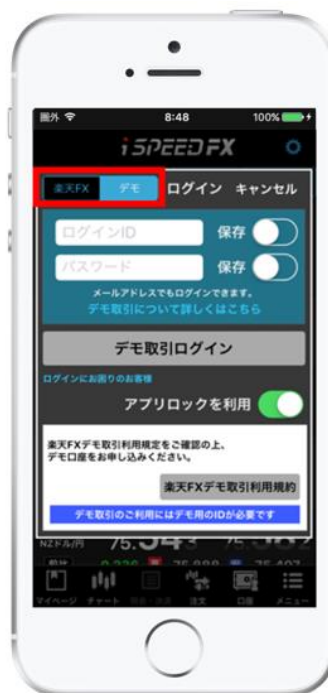 圏外 8:48 100%
iSPEED FX
楽天FX デモ ログイン キャンセル
ログインID 保存
パスワード 保存
メールアドレスでもログインできます。
デモ取引について詳しくはこちら
デモ取引ログイン
ログインにお困りのお客様
アプリロックを利用
楽天FXデモ取引利用規定をご確認の上、
デモ口座をお申し込みください。
楽天FXデモ取引利用規約
デモ取引のご利用にはデモ用のIDが必要です
NZドル/円 75.543
マイページ チャート 注文 口座 メニュー